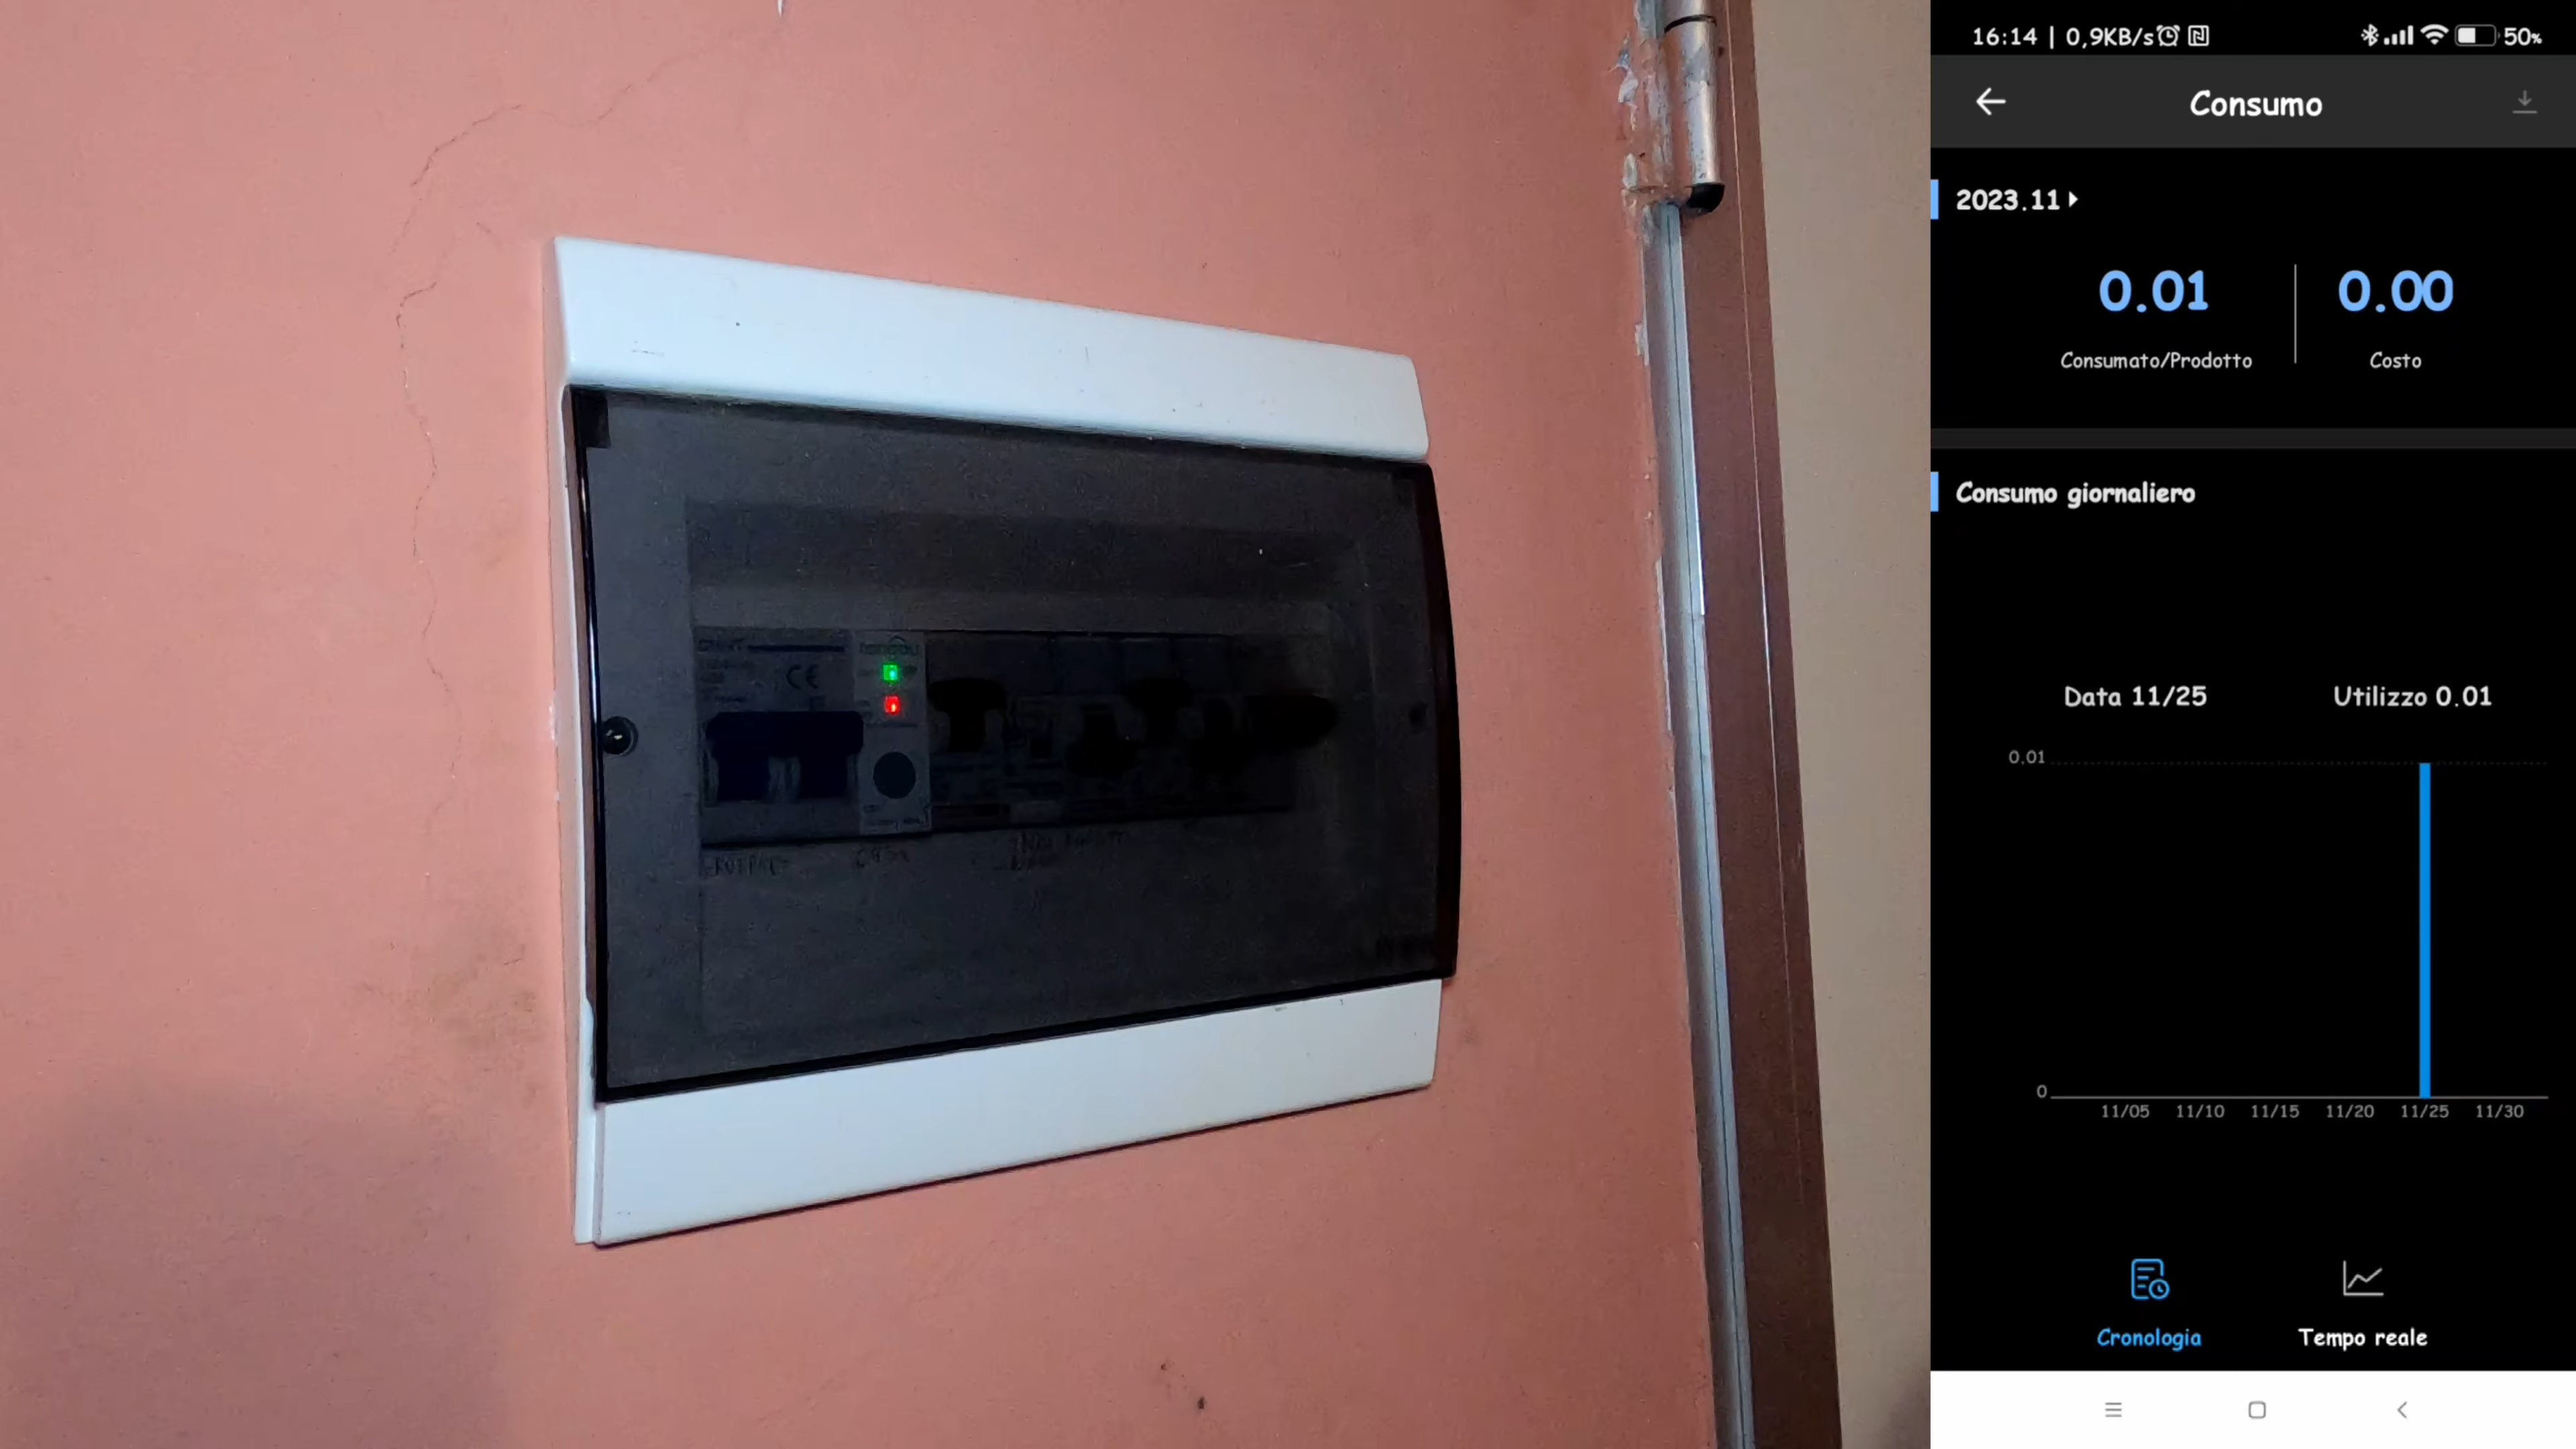 CHNT
CE
tongou
16:14 | 0,9KB/s
50%
Consumo
2023.11
0.01
0.00
Consumato/Prodotto
Costo
Consumo giornaliero
Data 11/25
Utilizzo 0.01
0.01
0
11/05
11/10
11/15
11/20
11/25
11/30
Cronologia
Tempo reale